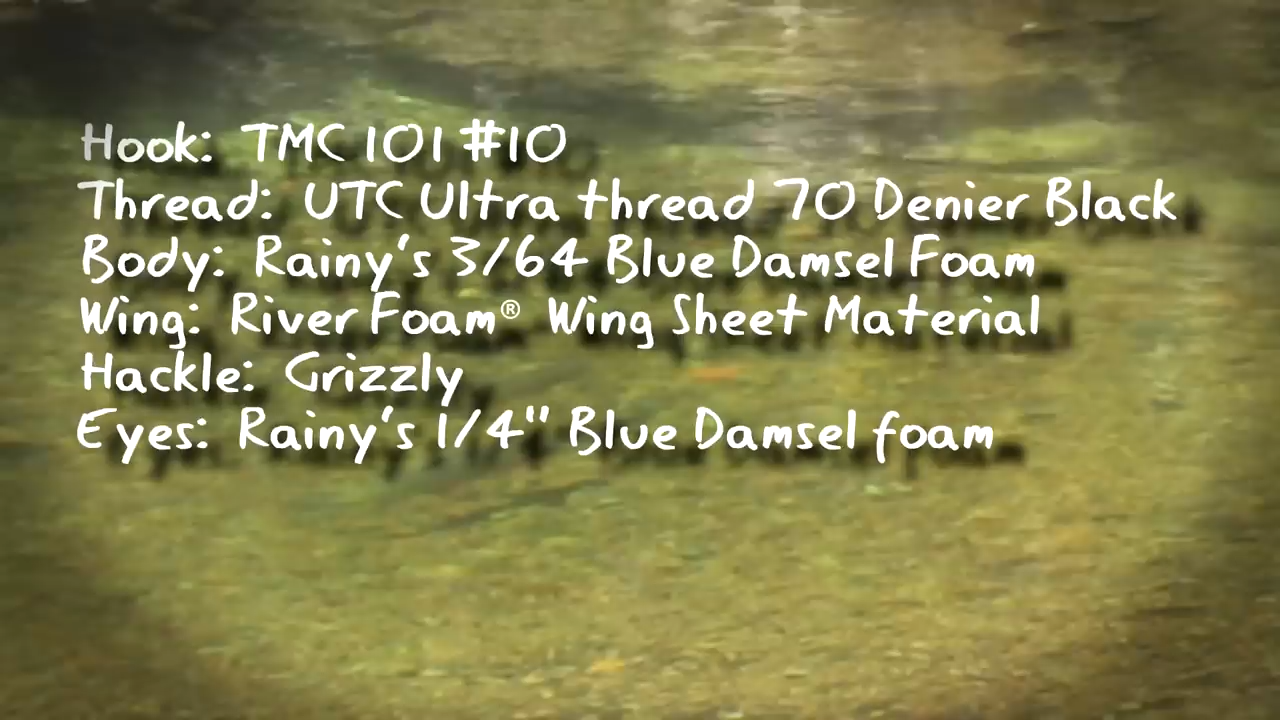 Hook: TMC 101 #10
Thread: UTC Ultra thread 70 Denier Black
Body: Rainy's 3/64 Blue Damsel Foam
Wing: River Foam® Wing Sheet Material
Hackle: Grizzly
Eyes: Rainy's 1/4" Blue Damsel foam